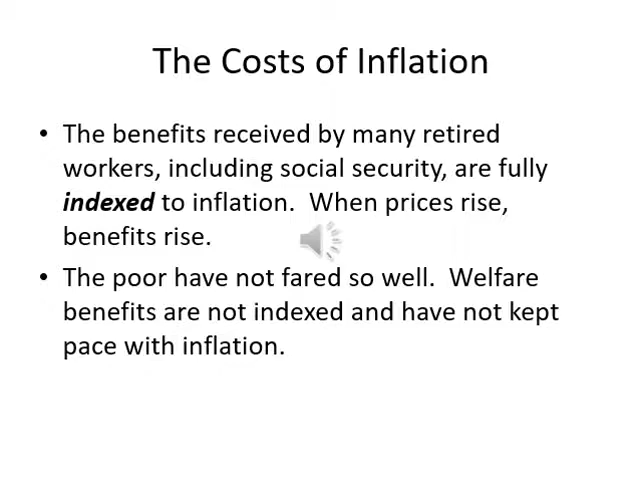 The Costs of Inflation
• The benefits received by many retired
workers, including social security, are fully
indexed to inflation.  When prices rise,
benefits rise.
• The poor have not fared so well.  Welfare
benefits are not indexed and have not kept
pace with inflation.